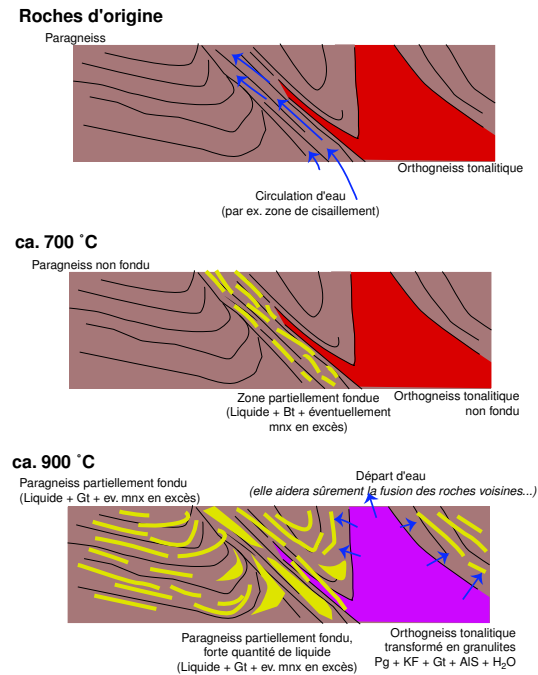 Roches d'origine
Paragneiss
Orthogneiss tonalitique
Circulation d'eau
(par ex. zone de cisaillement)
ca. 700 ˚C
Paragneiss non fondu
Zone partiellement fondue
(Liquide + Bt + éventuellement
mnx en excès)
Orthogneiss tonalitique
non fondu
ca. 900 ˚C
Paragneiss partiellement fondu
(Liquide + Gt + ev. mnx en excès)
Départ d'eau
(elle aidera sûrement la fusion des roches voisines...)
Paragneiss partiellement fondu,
forte quantité de liquide
(Liquide + Gt + ev. mnx en excès)
Orthogneiss tonalitique
transformé en granulites
Pg + KF + Gt + AlS + H2O